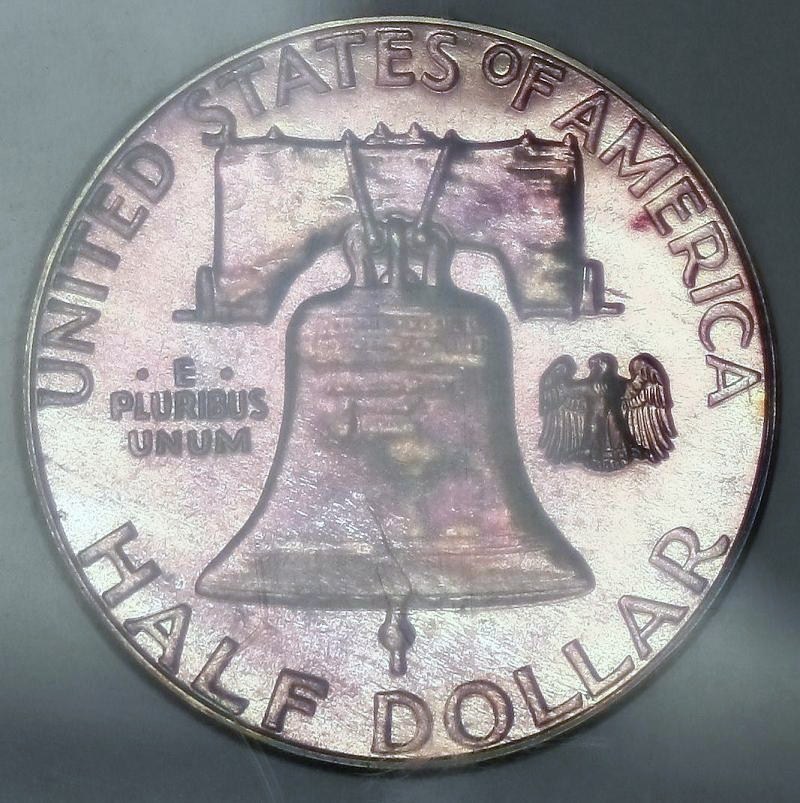 UNITED STATES OF AMERICA
· E ·
PLURIBUS
UNUM
HALF DOLLAR